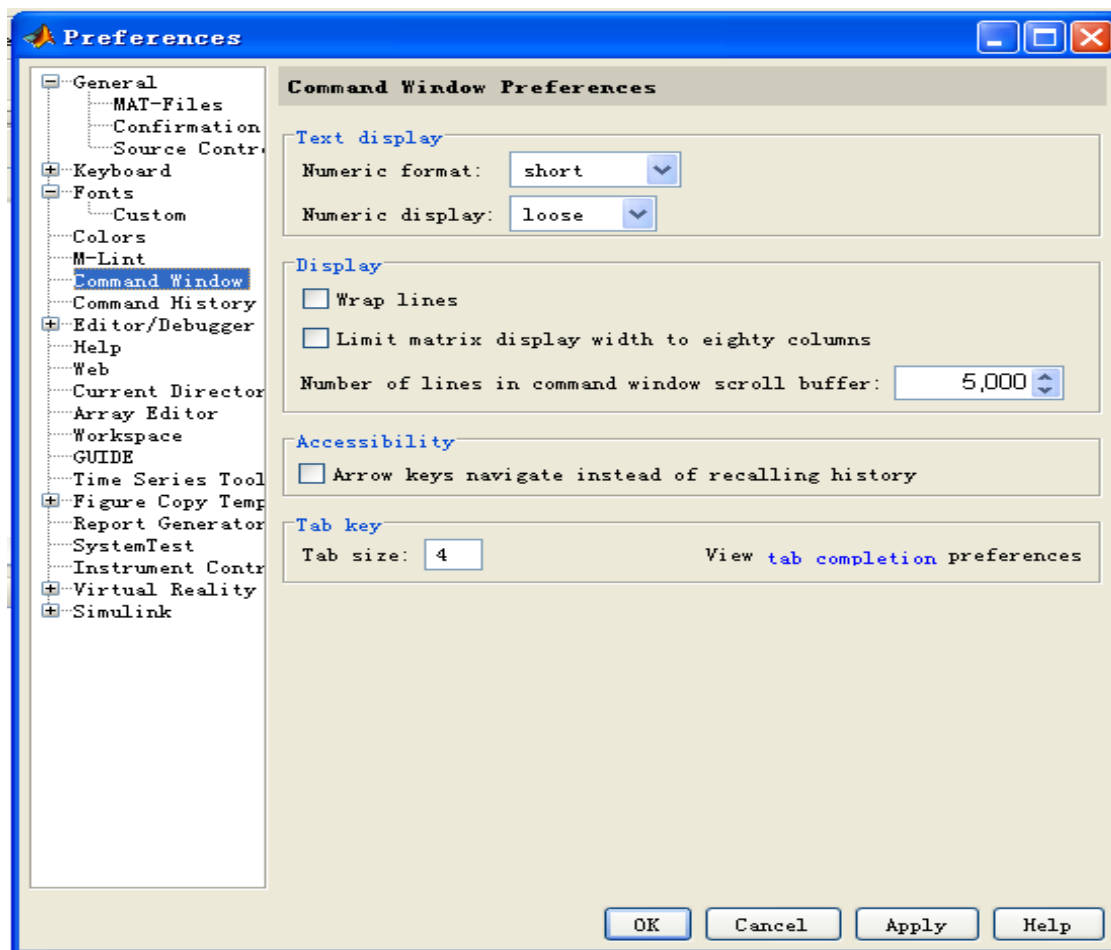 Preferences
General
MAT-Files
Confirmation
Source Contr
Keyboard
Fonts
Custom
Colors
M-Lint
Command Window
Command History
Editor/Debugger
Help
Web
Current Director
Array Editor
Workspace
GUIDE
Time Series Tool
Figure Copy Temp
Report Generator
SystemTest
Instrument Contr
Virtual Reality
Simulink
Command Window Preferences
Text display
Numeric format: short
Numeric display: loose
Display
Wrap lines
Limit matrix display width to eighty columns
Number of lines in command window scroll buffer: 5,000
Accessibility
Arrow keys navigate instead of recalling history
Tab key
Tab size: 4 View tab completion preferences
OK Cancel Apply Help